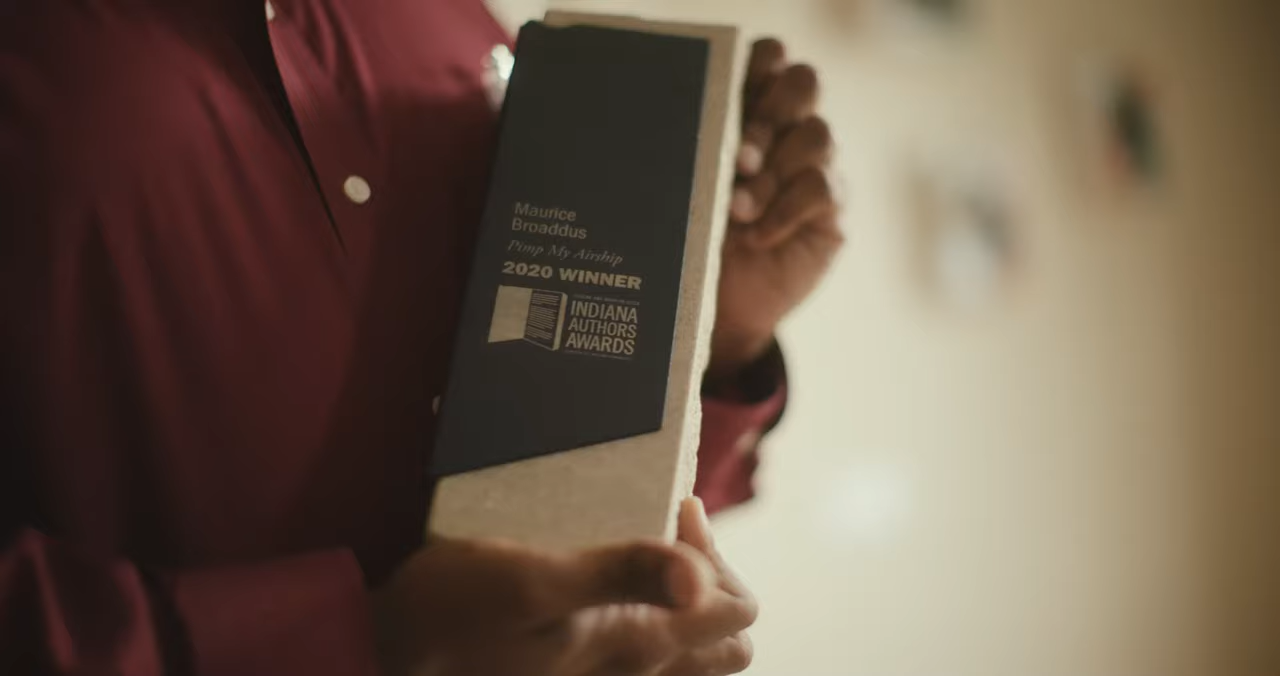 Maurice
Broaddus
Pimp My Airship
2020 WINNER
INDIANA
AUTHORS
AWARDS